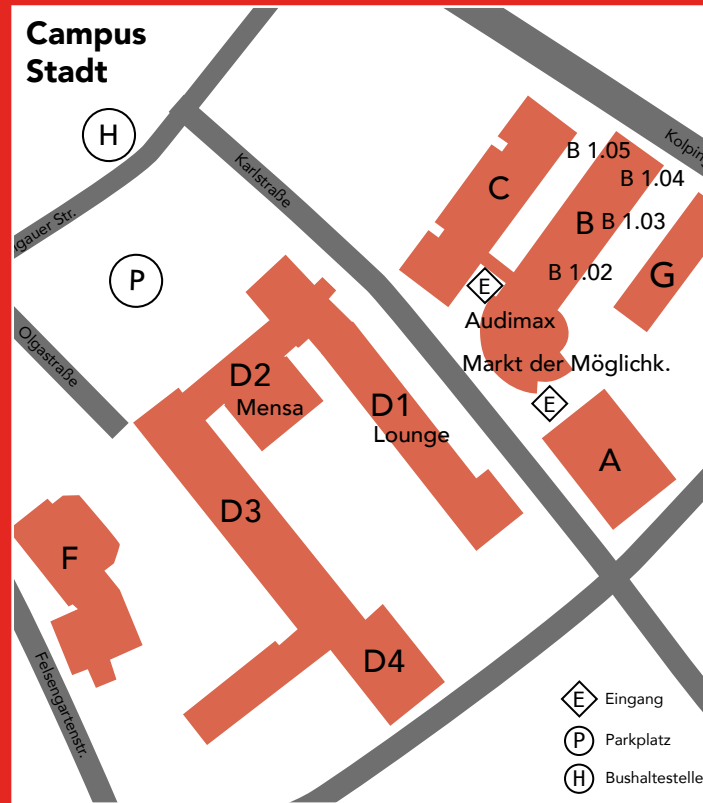 Campus
Stadt
H
Karlstraße
gauer Str.
P
Olgastraße
Kolping
B 1.05
B 1.04
C
B
B 1.03
B 1.02
G
E
Audimax
Markt der Möglichk.
E
D2
Mensa
D1
Lounge
A
D3
F
D4
Felsengartenstr.
E Eingang
P Parkplatz
H Bushaltestelle